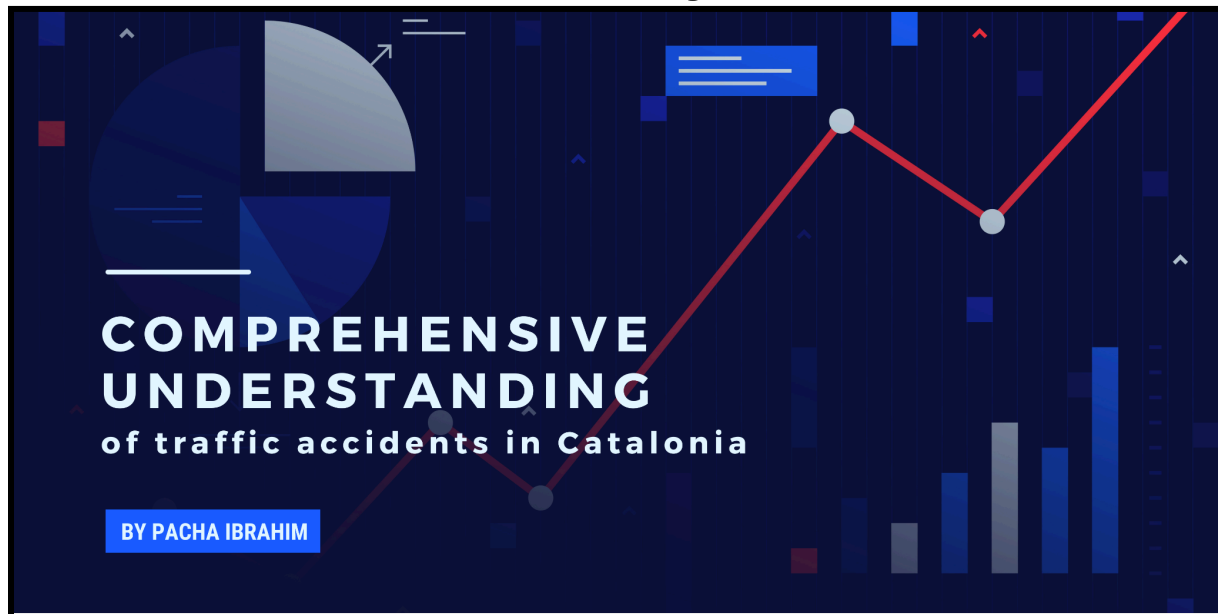 COMPREHENSIVE
UNDERSTANDING
of traffic accidents in Catalonia
BY PACHA IBRAHIM